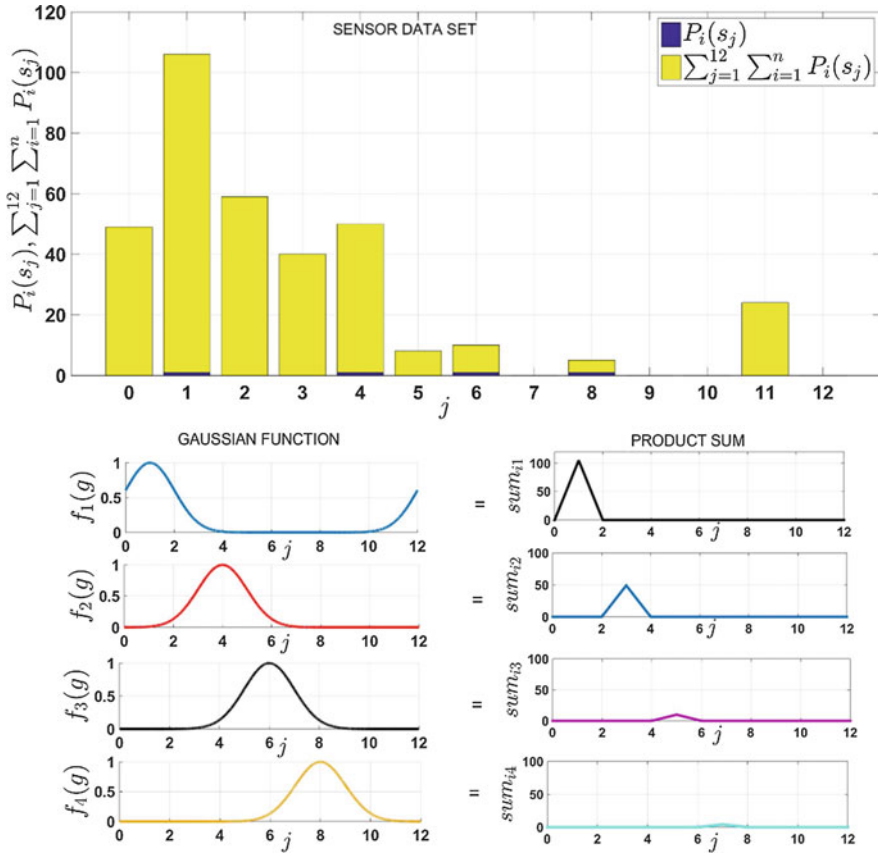 SENSOR DATA SET
P_i(s_j)
∑_{j=1}^{12} ∑_{i=1}^{n} P_i(s_j)
P_i(s_j), ∑_{j=1}^{12} ∑_{i=1}^{n} P_i(s_j
120
100
80
60
40
20
0
0 1 2 3 4 5 6 7 8 9 10 11 12
j
GAUSSIAN FUNCTION
f_1(g)
1
0.5
0
0 2 4 6 8 10 12
j
f_2(g)
1
0.5
0
0 2 4 6 8 10 12
j
f_3(g)
1
0.5
0
0 2 4 6 8 10 12
j
f_4(g)
1
0.5
0
0 2 4 6 8 10 12
j
PRODUCT SUM
=
sum_{i1}
100
50
0
0 2 4 6 8 10 12
j
=
sum_{i2}
100
50
0
0 2 4 6 8 10 12
j
=
sum_{i3}
100
50
0
0 2 4 6 8 10 12
j
=
sum_{i4}
100
50
0
0 2 4 6 8 10 12
j